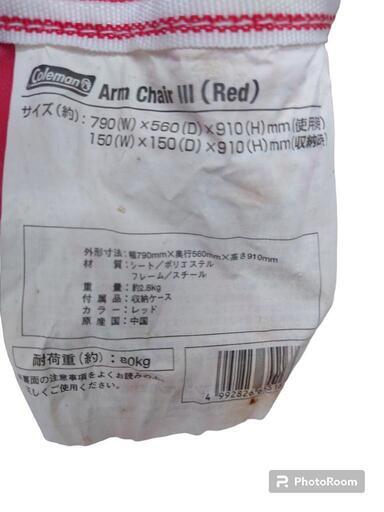 Coleman® Arm Chair III (Red)
サイズ(約):790(W)×560(D)×910(H)mm(使用時)
150(W)×150(D)×910(H)mm(収納時)
外形寸法:幅790mm×奥行560mm×高さ910mm
材 質:シート/ポリエステル
フレーム/スチール
重 量:約2.8kg
付 属 品:収納ケース
カ ラ ー:レッド
原 産 国:中国
耐荷重(約):80kg
裏面の注意事項をよくお読みの上
正しくご使用ください。
4 992826
PhotoRoom